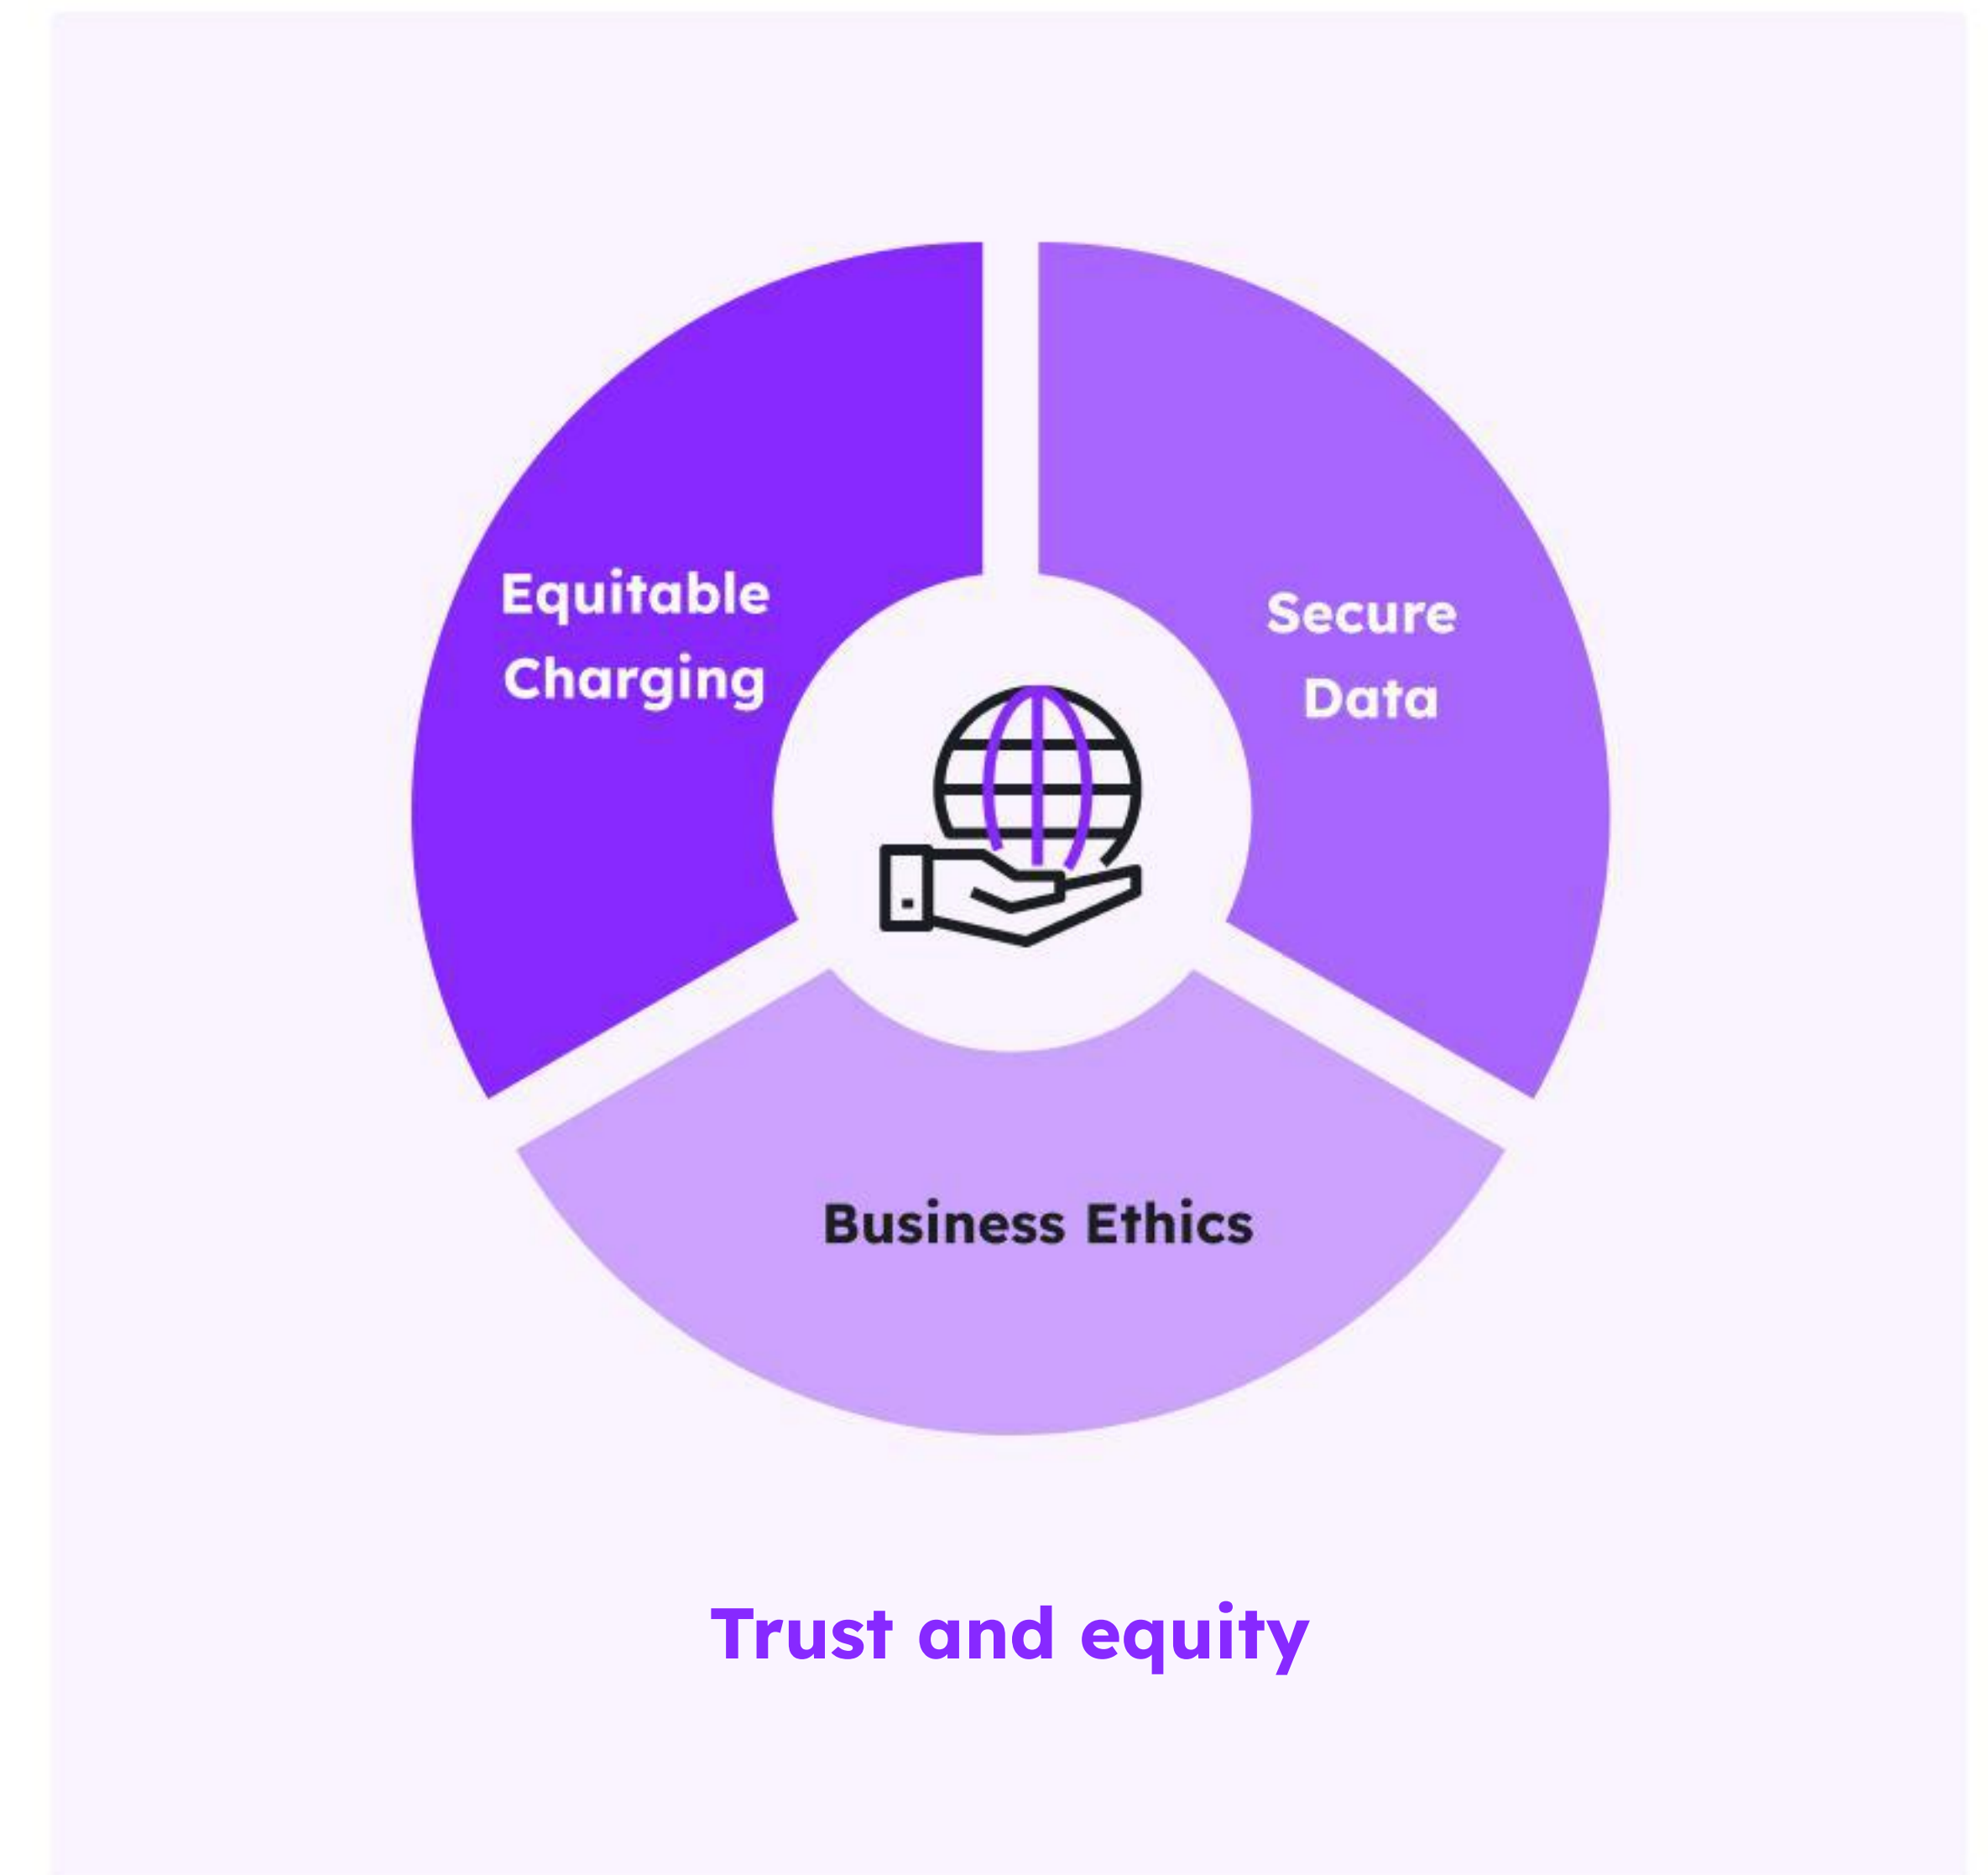 Equitable
Charging
Secure
Data
Business Ethics
Trust and equity